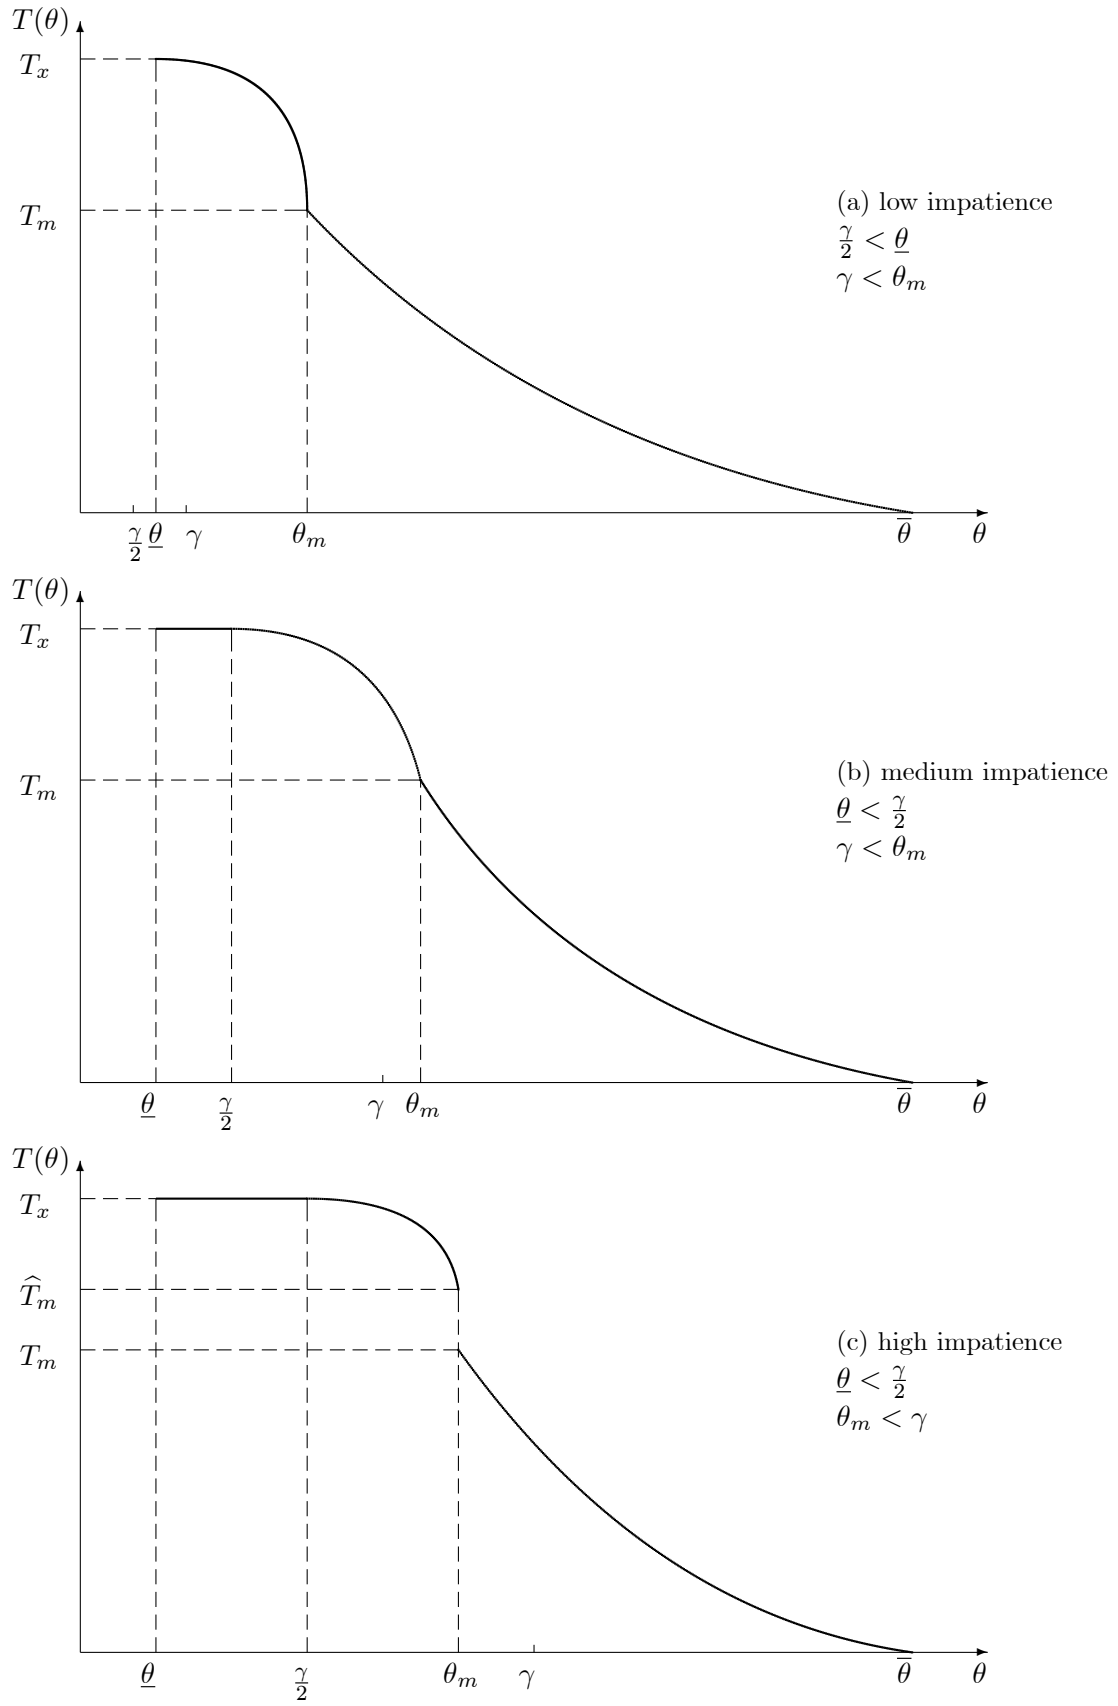 T(θ)
T_x
T_m
(a) low impatience
γ/2 < θ̲
γ < θ_m
γ/2 θ̲ γ θ_m θ̅ θ
T(θ)
T_x
T_m
(b) medium impatience
θ̲ < γ/2
γ < θ_m
θ̲ γ/2 γ θ_m θ̅ θ
T(θ)
T_x
T̂_m
T_m
(c) high impatience
θ̲ < γ/2
θ_m < γ
θ̲ γ/2 θ_m γ θ̅ θ